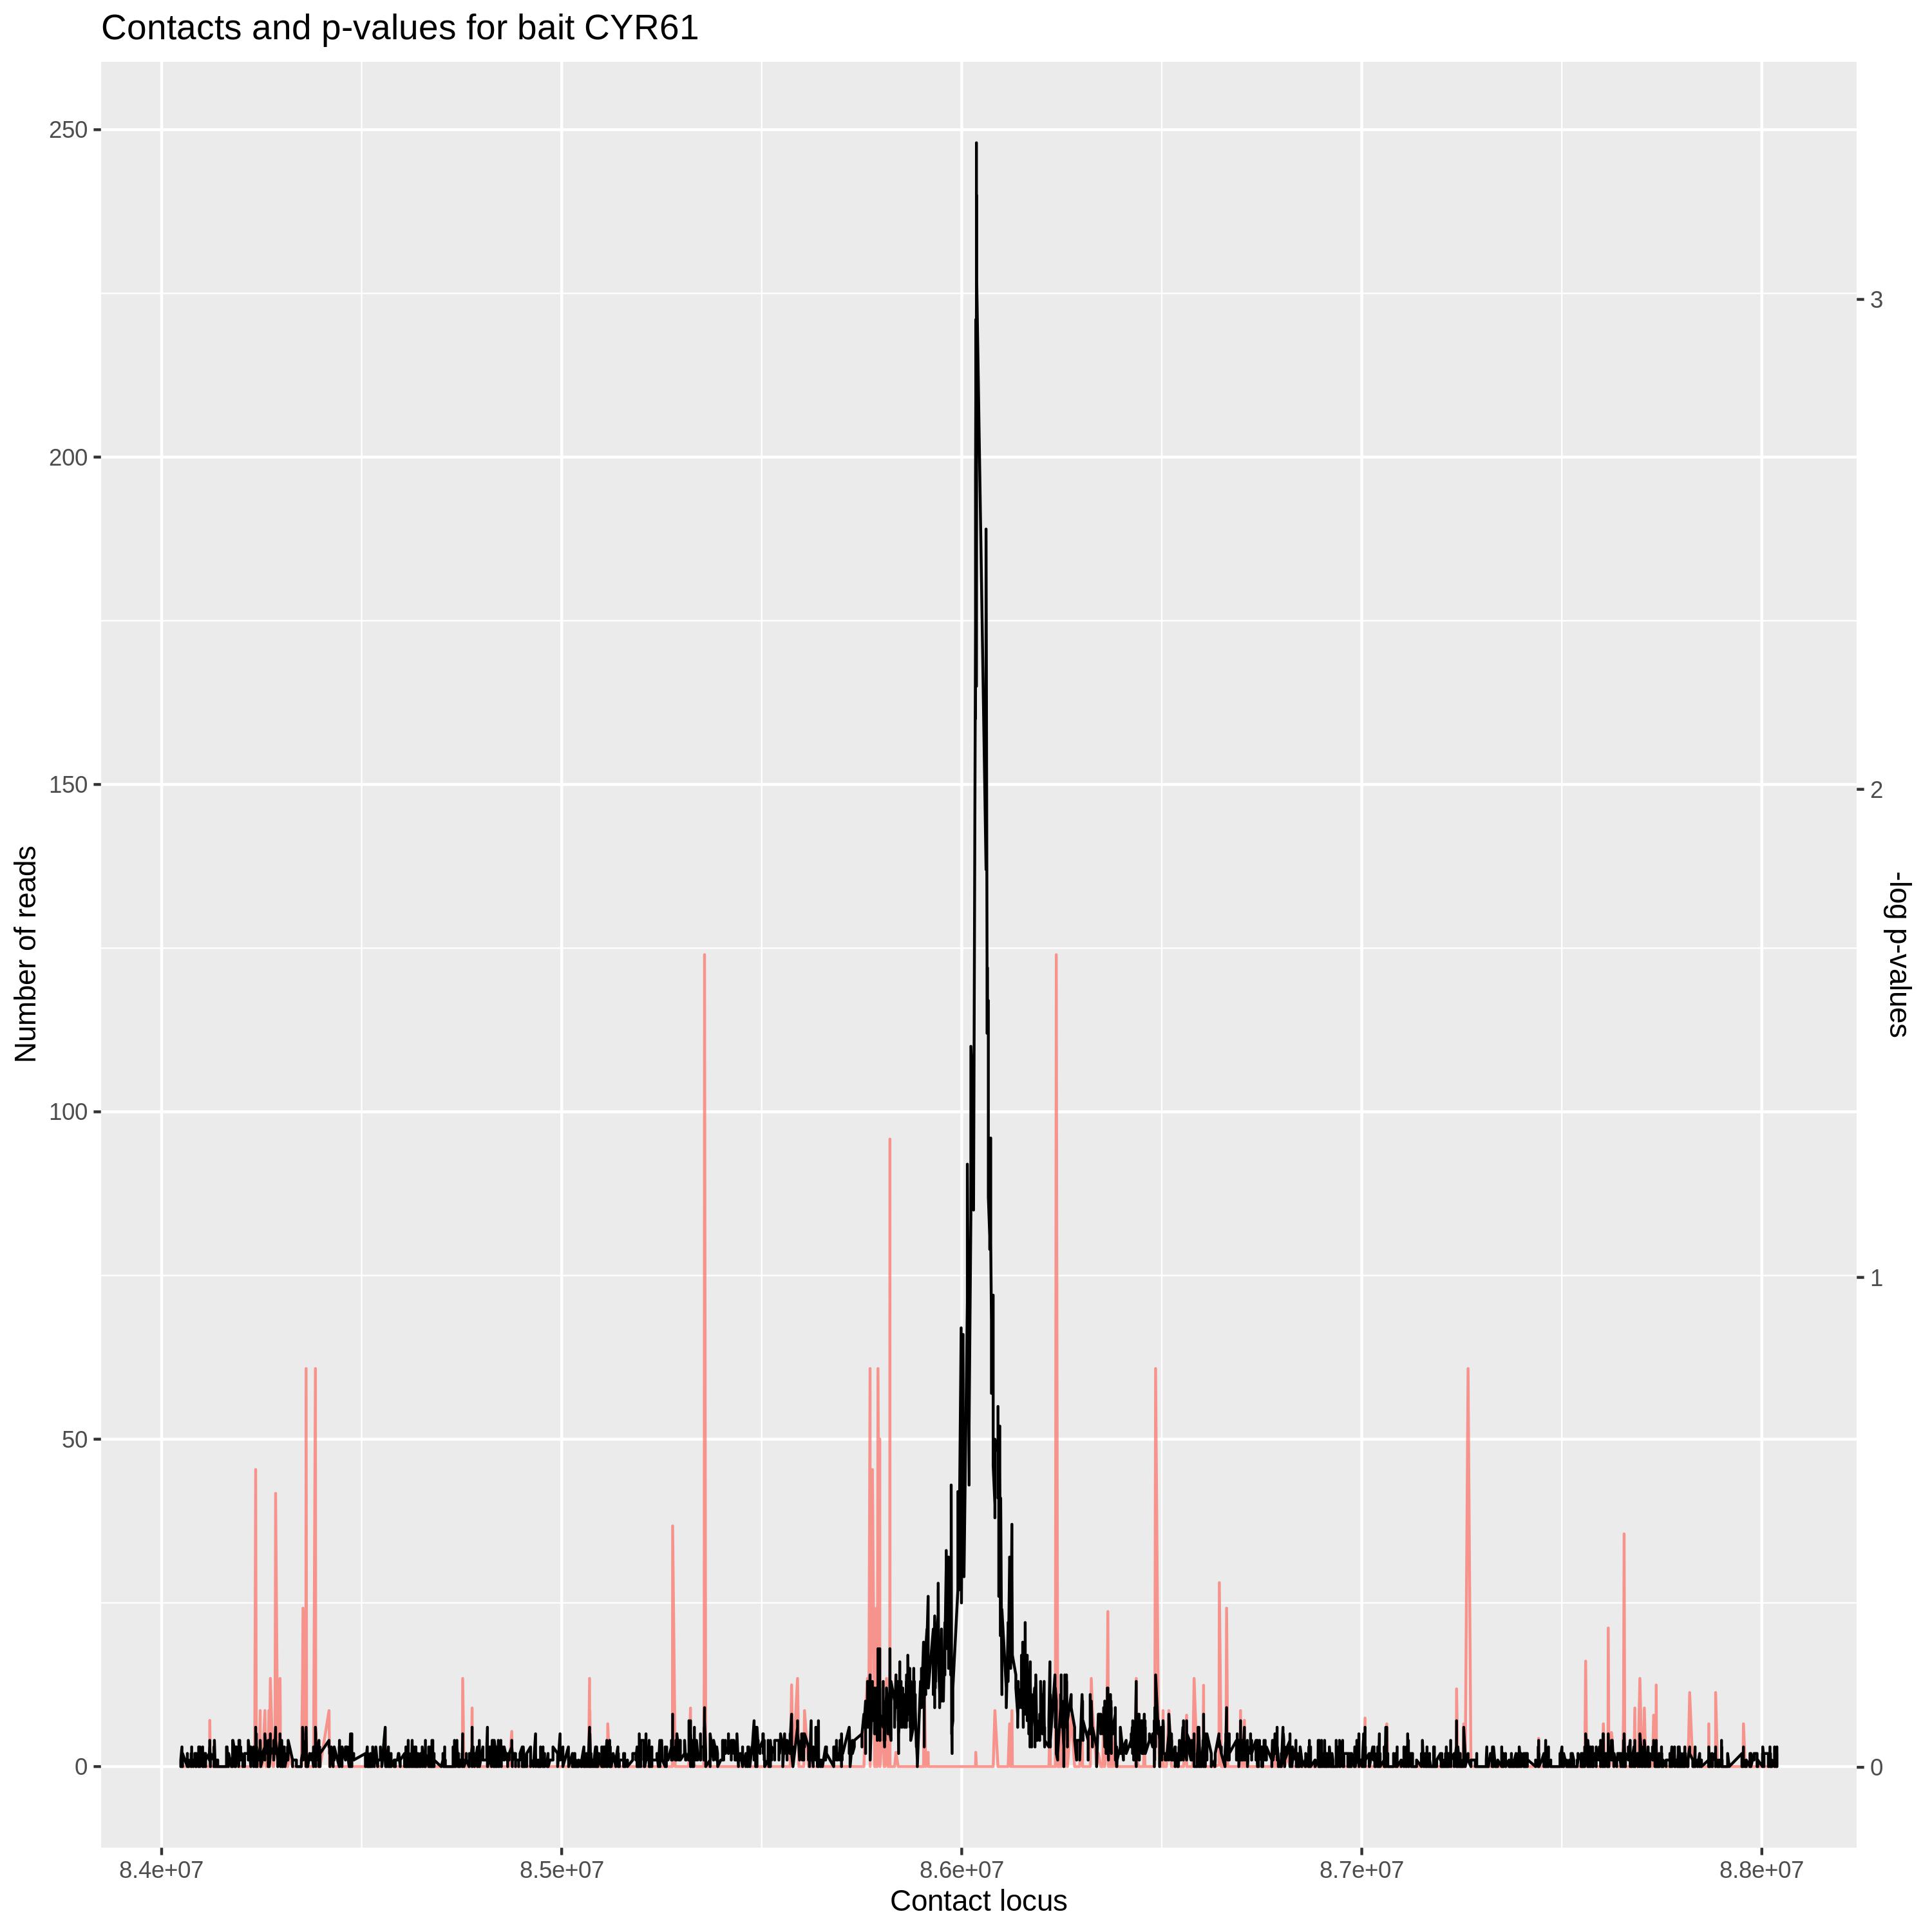 Contacts and p-values for bait CYR61
250
200
150
100
50
0
Number of reads
3
2
1
0
-log p-values
8.4e+07
8.5e+07
8.6e+07
8.7e+07
8.8e+07
Contact locus